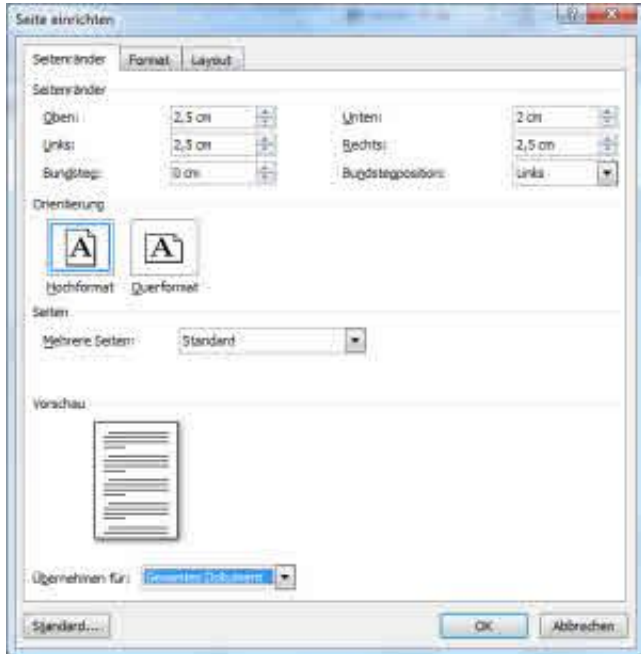 Seite einrichten
Seitenränder Format Layout
Seitenränder
Oben: 2,5 cm Unten: 2 cm
Links: 2,5 cm Rechts: 2,5 cm
Bundsteg: 0 cm Bundstegposition: Links
Orientierung
A A
Hochformat Querformat
Seiten
Mehrere Seiten: Standard
Vorschau
Übernehmen für: Gesamtes Dokument
Standard... OK Abbrechen